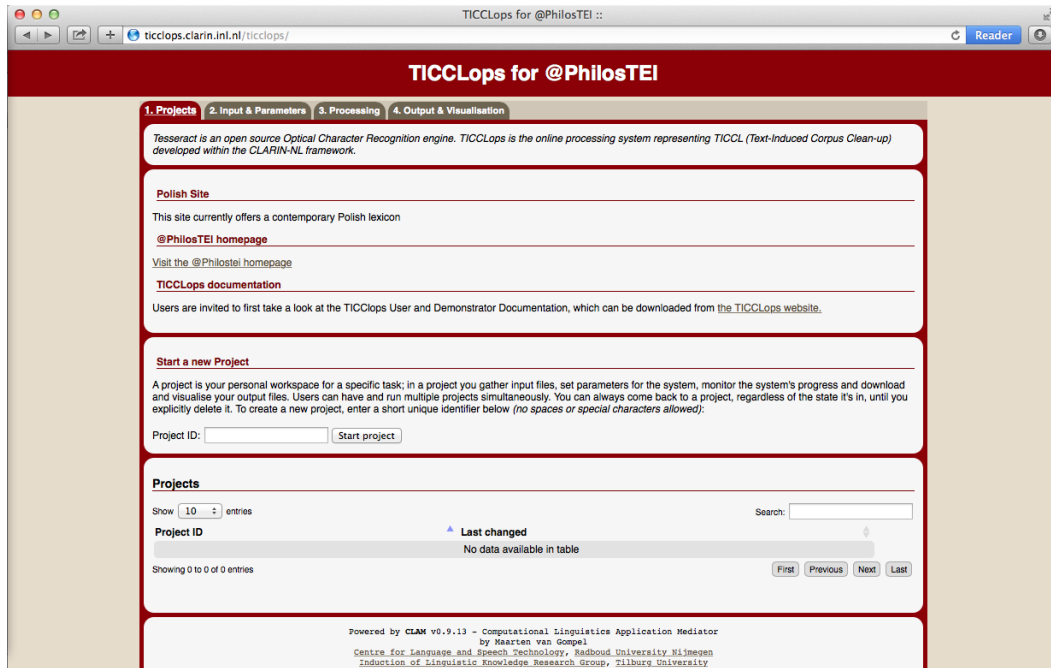 TICCLops for @PhilosTEI ::
ticclops.clarin.inl.nl/ticclops/
Reader
TICCLops for @PhilosTEI
1. Projects 2. Input & Parameters 3. Processing 4. Output & Visualisation
Tesseract is an open source Optical Character Recognition engine. TICCLops is the online processing system representing TICCL (Text-Induced Corpus Clean-up)
developed within the CLARIN-NL framework.
Polish Site
This site currently offers a contemporary Polish lexicon
@PhilosTEI homepage
Visit the @Philostei homepage
TICCLops documentation
Users are invited to first take a look at the TICClops User and Demonstrator Documentation, which can be downloaded from the TICCLops website.
Start a new Project
A project is your personal workspace for a specific task; in a project you gather input files, set parameters for the system, monitor the system's progress and download
and visualise your output files. Users can have and run multiple projects simultaneously. You can always come back to a project, regardless of the state it's in, until you
explicitly delete it. To create a new project, enter a short unique identifier below (no spaces or special characters allowed):
Project ID: Start project
Projects
Show 10 entries Search:
Project ID Last changed
No data available in table
Showing 0 to 0 of 0 entries First Previous Next Last
Powered by CLAM v0.9.13 - Computational Linguistics Application Mediator
by Maarten van Gompel
Centre for Language and Speech Technology, Radboud University Nijmegen
Induction of Linguistic Knowledge Research Group, Tilburg University